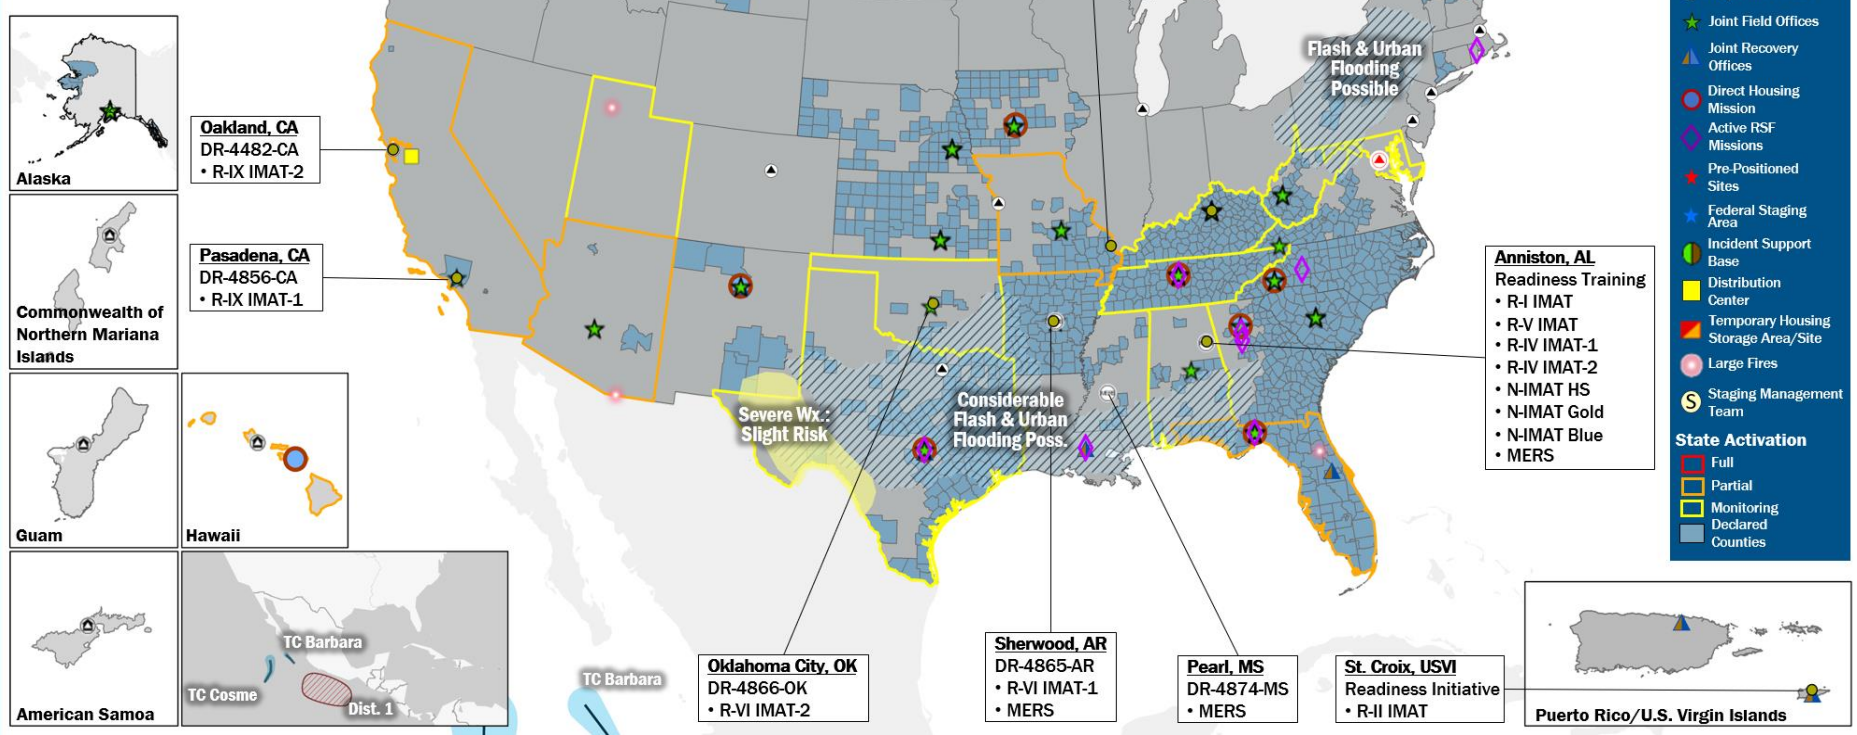 Alaska
Commonwealth of
Northern Mariana
Islands
Guam
Hawaii
American Samoa
TC Barbara
TC Cosme
Dist. 1
Oakland, CA
DR-4482-CA
• R-IX IMAT-2
Pasadena, CA
DR-4856-CA
• R-IX IMAT-1
Flash & Urban
Flooding
Possible
Severe Wx.:
Slight Risk
Considerable
Flash & Urban
Flooding Poss.
TC Barbara
Oklahoma City, OK
DR-4866-OK
• R-VI IMAT-2
Sherwood, AR
DR-4865-AR
• R-VI IMAT-1
• MERS
Pearl, MS
DR-4874-MS
• MERS
St. Croix, USVI
Readiness Initiative
• R-II IMAT
Puerto Rico/U.S. Virgin Islands
Anniston, AL
Readiness Training
• R-I IMAT
• R-V IMAT
• R-IV IMAT-1
• R-IV IMAT-2
• N-IMAT HS
• N-IMAT Gold
• N-IMAT Blue
• MERS
Joint Field Offices
Joint Recovery
Offices
Direct Housing
Mission
Active RSF
Missions
Pre-Positioned
Sites
Federal Staging
Area
Incident Support
Base
Distribution
Center
Temporary Housing
Storage Area/Site
Large Fires
S
Staging Management
Team
State Activation
Full
Partial
Monitoring
Declared
Counties